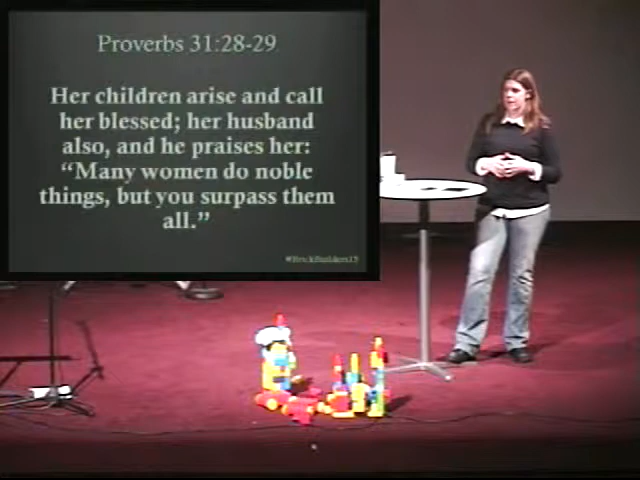 Proverbs 31:28-29
Her children arise and call
her blessed; her husband
also, and he praises her:
“Many women do noble
things, but you surpass them
all.”
#BrickBuilders15